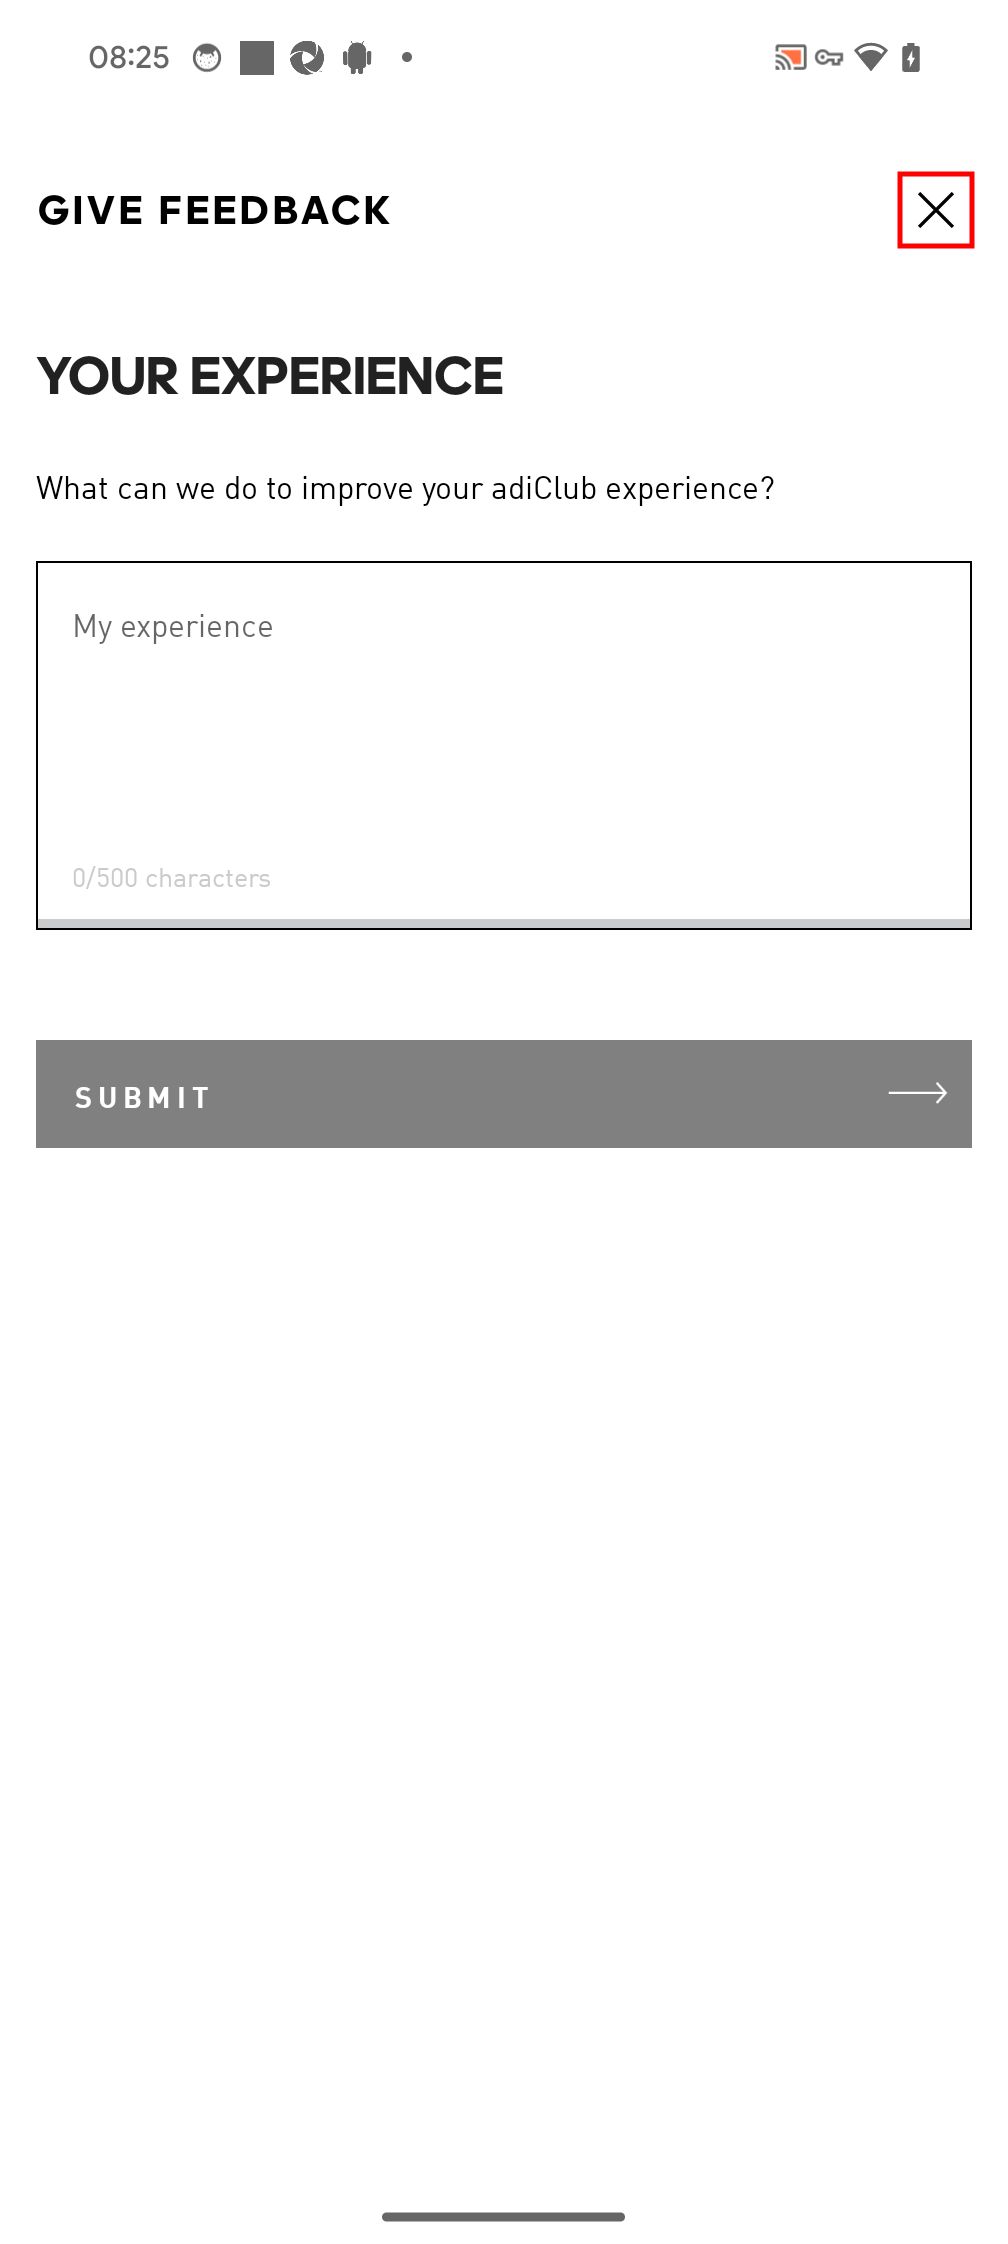 08:25
GIVE FEEDBACK
YOUR EXPERIENCE
What can we do to improve your adiClub experience?
My experience
0/500 characters
SUBMIT